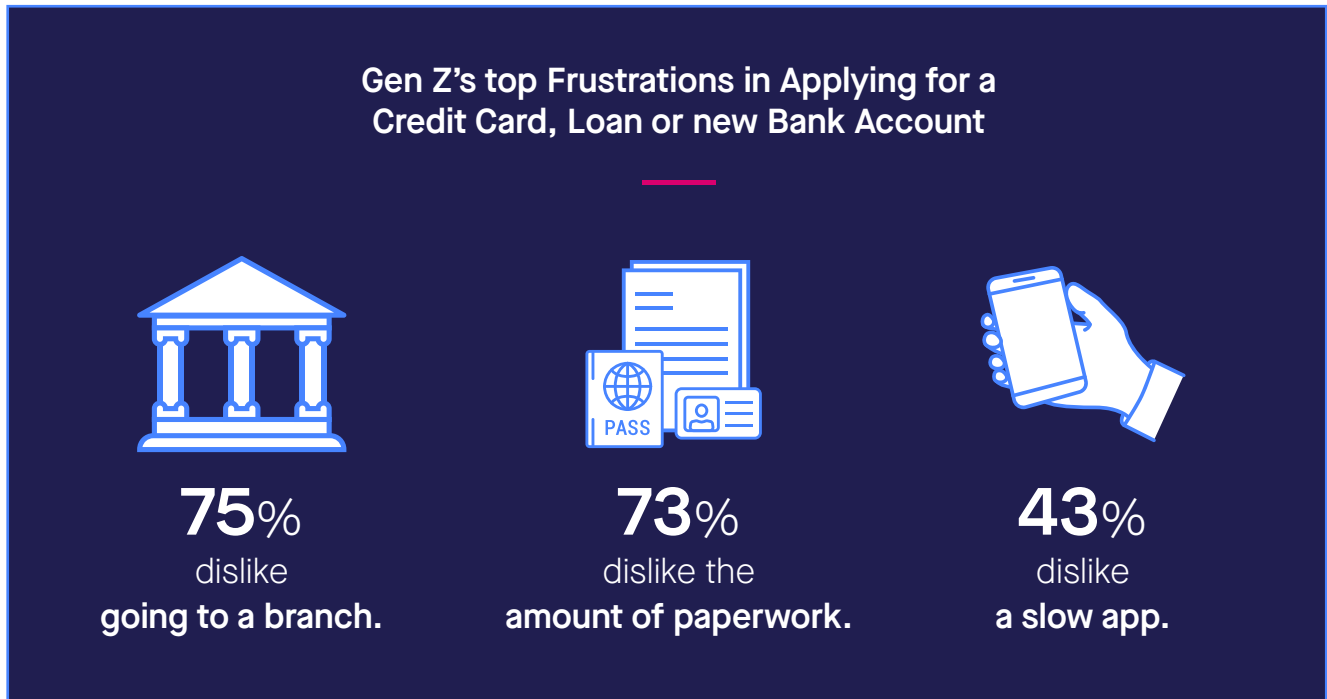 Gen Z's top Frustrations in Applying for a
Credit Card, Loan or new Bank Account
PASS
75%
dislike
going to a branch.
73%
dislike the
amount of paperwork.
43%
dislike
a slow app.